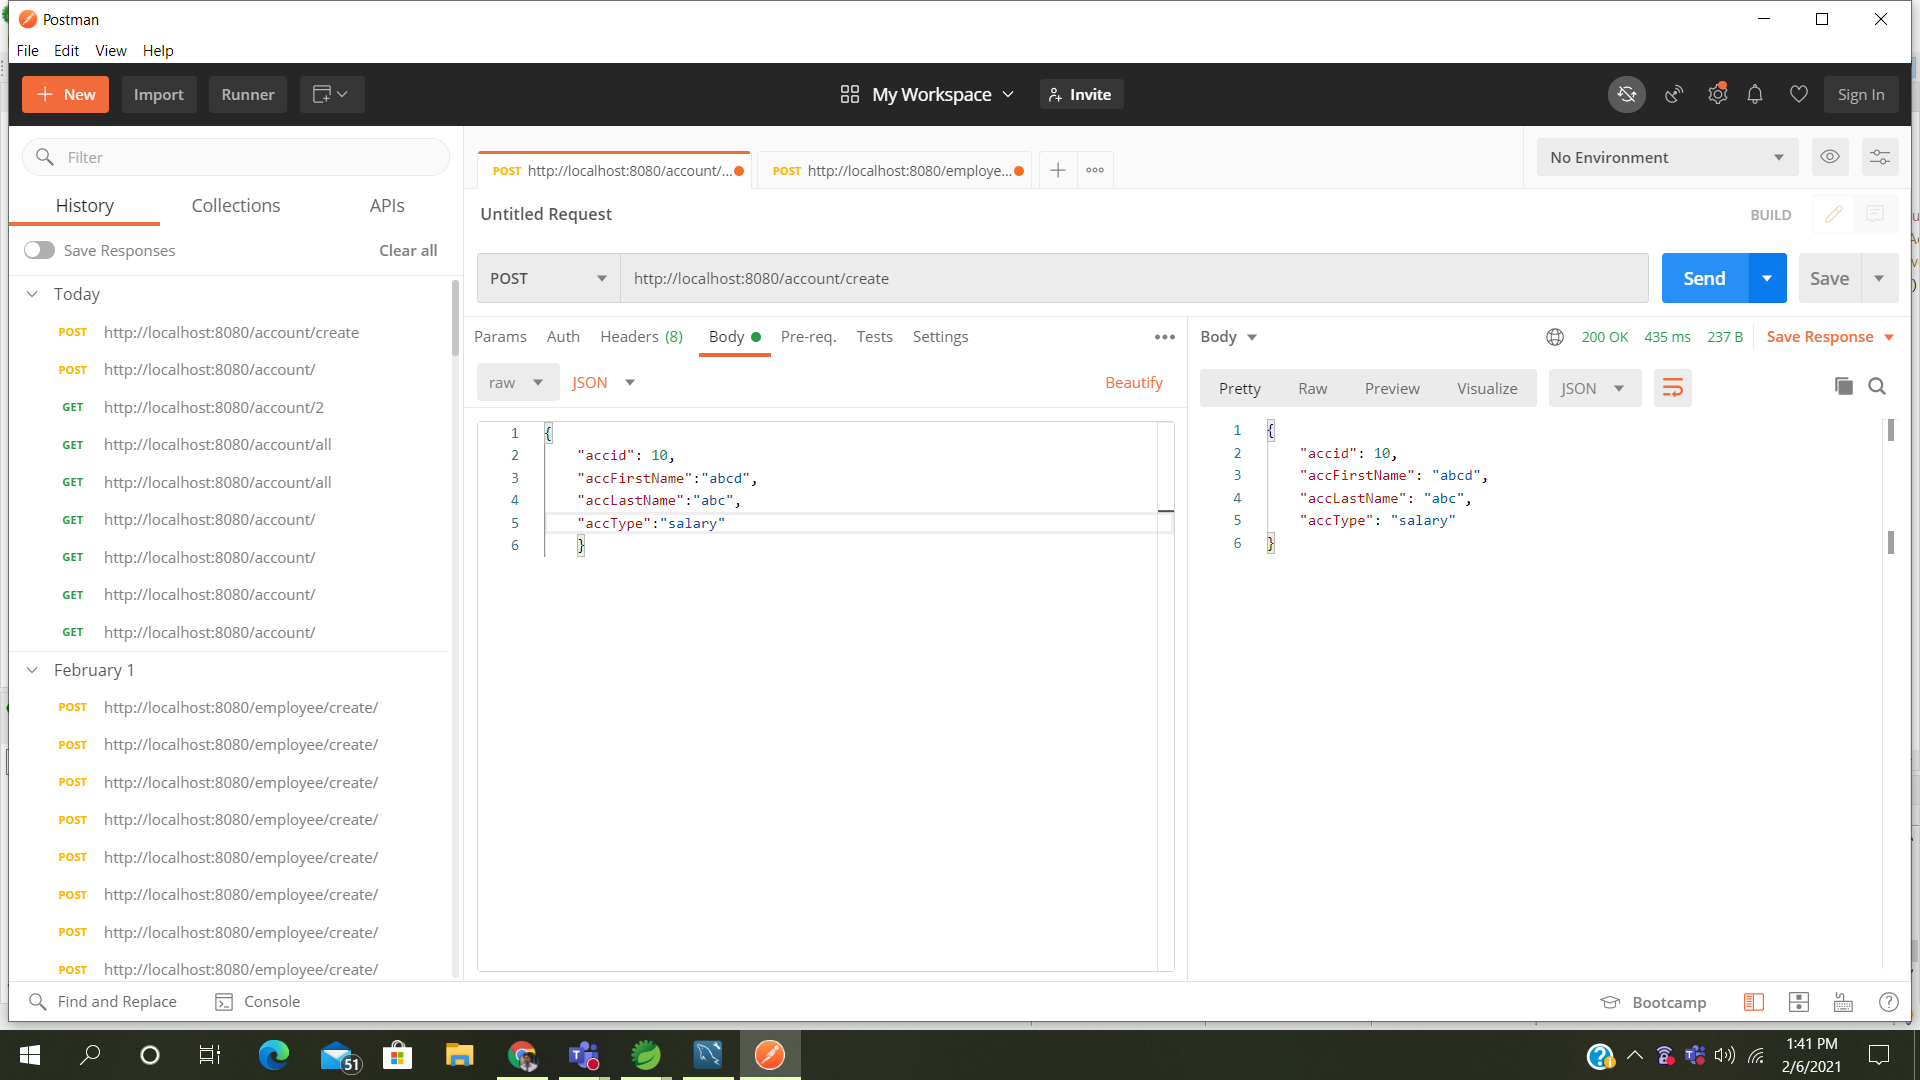 Postman
File Edit View Help
New Import Runner My Workspace Invite Sign In
Filter
History Collections APIs
Save Responses Clear all
Today
POST http://localhost:8080/account/create
POST http://localhost:8080/account/
GET http://localhost:8080/account/2
GET http://localhost:8080/account/all
GET http://localhost:8080/account/all
GET http://localhost:8080/account/
GET http://localhost:8080/account/
GET http://localhost:8080/account/
GET http://localhost:8080/account/
February 1
POST http://localhost:8080/employee/create/
POST http://localhost:8080/employee/create/
POST http://localhost:8080/employee/create/
POST http://localhost:8080/employee/create/
POST http://localhost:8080/employee/create/
POST http://localhost:8080/employee/create/
POST http://localhost:8080/employee/create/
POST http://localhost:8080/employee/create/
POST http://localhost:8080/account/... POST http://localhost:8080/employe... No Environment
Untitled Request BUILD
POST http://localhost:8080/account/create Send Save
Params Auth Headers (8) Body Pre-req. Tests Settings
raw JSON Beautify
1 {
2 "accid": 10,
3 "accFirstName":"abcd",
4 "accLastName":"abc",
5 "accType":"salary"
6 }
Body 200 OK 435 ms 237 B Save Response
Pretty Raw Preview Visualize JSON
1 {
2 "accid": 10,
3 "accFirstName": "abcd",
4 "accLastName": "abc",
5 "accType": "salary"
6 }
Find and Replace Console Bootcamp
51
1:41 PM
2/6/2021